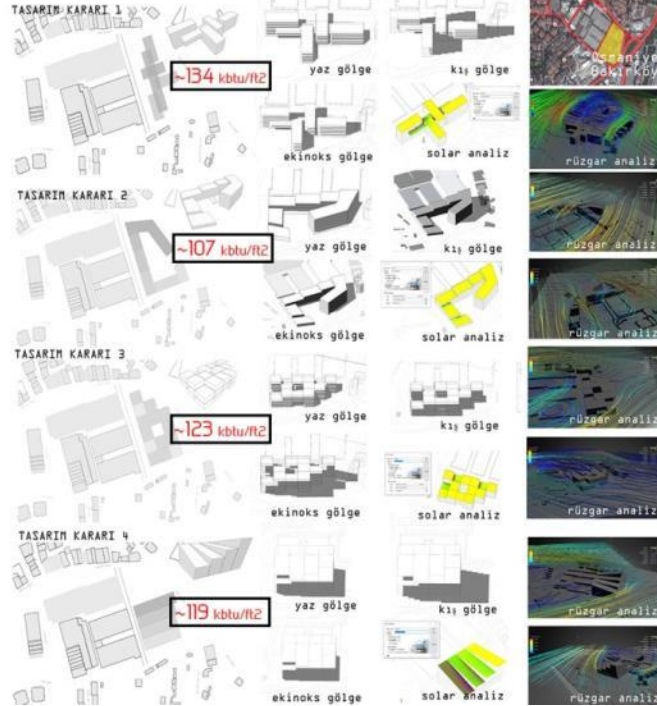 TASARIM KARARI 1
~134 kbtu/ft2
yaz gölge
kış gölge
Osmaniye
Bakırköy
ekinoks gölge
solar analiz
rüzgar analiz
TASARIM KARARI 2
~107 kbtu/ft2
yaz gölge
kış gölge
rüzgar analiz
ekinoks gölge
solar analiz
rüzgar analiz
TASARIM KARARI 3
~123 kbtu/ft2
yaz gölge
kış gölge
rüzgar analiz
ekinoks gölge
solar analiz
rüzgar analiz
TASARIM KARARI 4
~119 kbtu/ft2
yaz gölge
kış gölge
rüzgar analiz
ekinoks gölge
solar analiz
rüzgar analiz